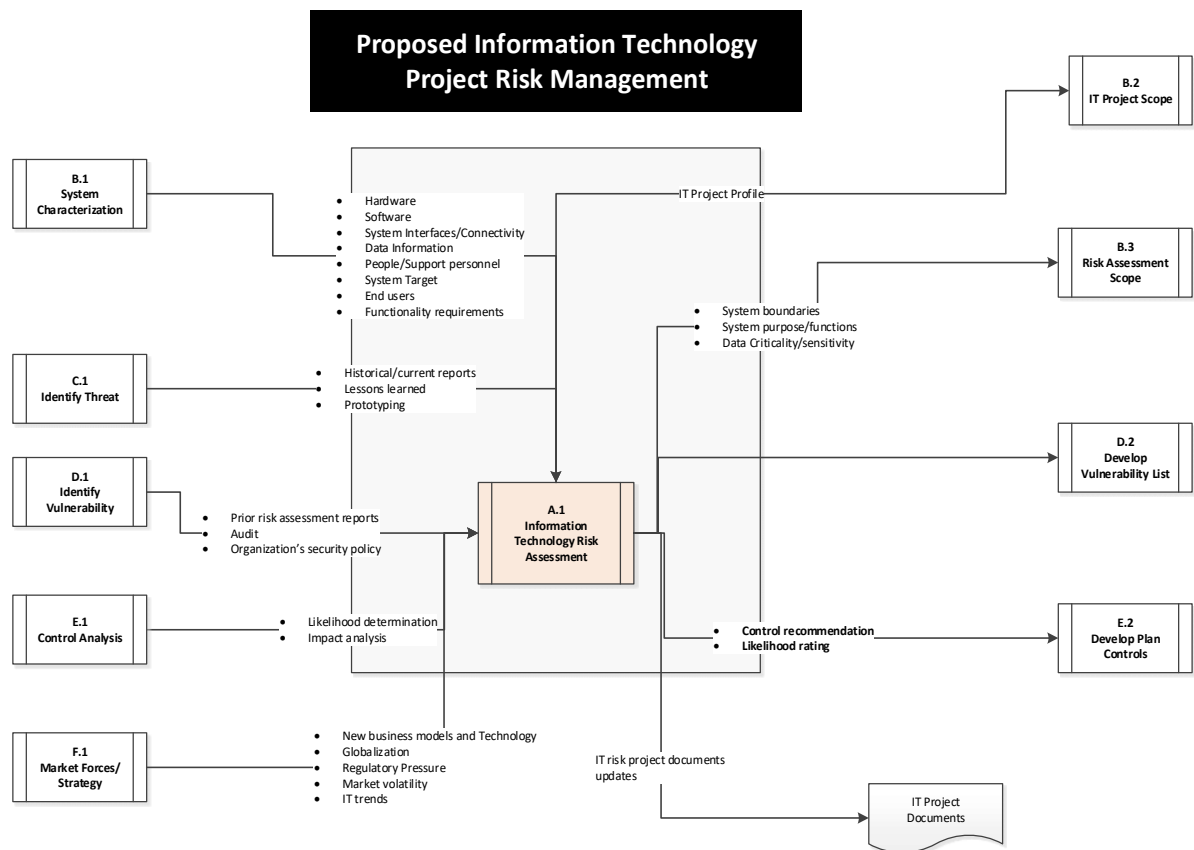 Proposed Information Technology
Project Risk Management
B.2
IT Project Scope
B.1
System
Characterization
• Hardware
• Software
• System Interfaces/Connectivity
• Data Information
• People/Support personnel
• System Target
• End users
• Functionality requirements
IT Project Profile
B.3
Risk Assessment
Scope
• System boundaries
• System purpose/functions
• Data Criticality/sensitivity
C.1
Identify Threat
• Historical/current reports
• Lessons learned
• Prototyping
D.1
Identify
Vulnerability
• Prior risk assessment reports
• Audit
• Organization's security policy
A.1
Information
Technology Risk
Assessment
D.2
Develop
Vulnerability List
E.1
Control Analysis
• Likelihood determination
• Impact analysis
• Control recommendation
• Likelihood rating
E.2
Develop Plan
Controls
F.1
Market Forces/
Strategy
• New business models and Technology
• Globalization
• Regulatory Pressure
• Market volatility
• IT trends
IT risk project documents
updates
IT Project
Documents